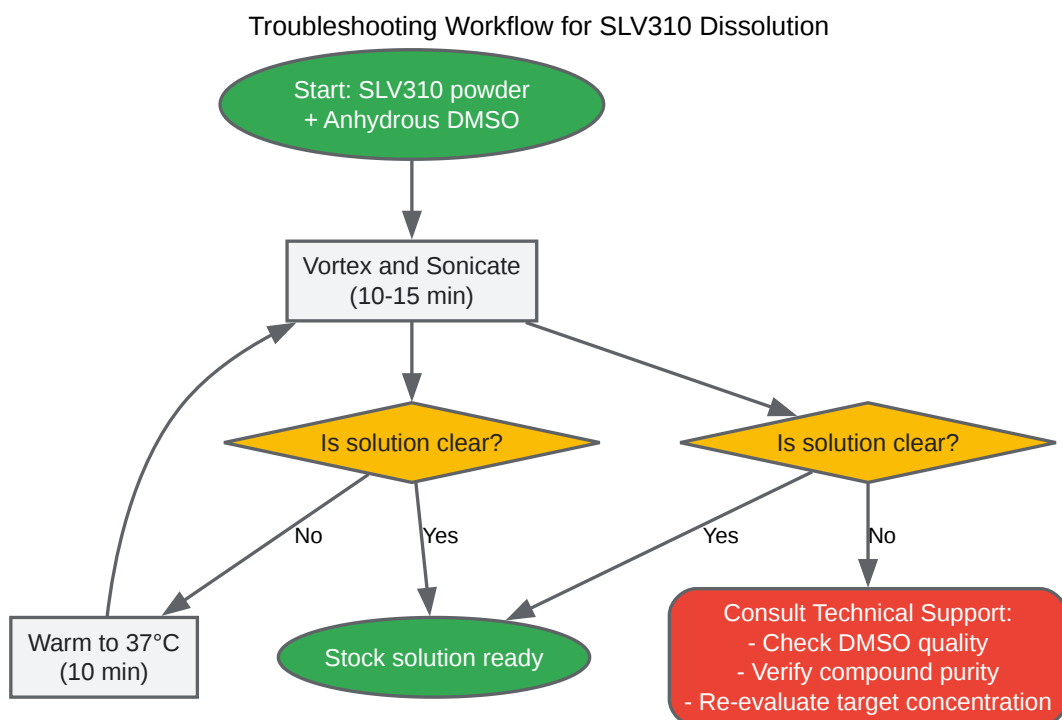 Troubleshooting Workflow for SLV310 Dissolution
Start: SLV310 powder
+ Anhydrous DMSO
Vortex and Sonicate
(10-15 min)
Is solution clear?
Is solution clear?
No
Yes
Yes
No
Warm to 37°C
(10 min)
Stock solution ready
Consult Technical Support:
- Check DMSO quality
- Verify compound purity
- Re-evaluate target concentration